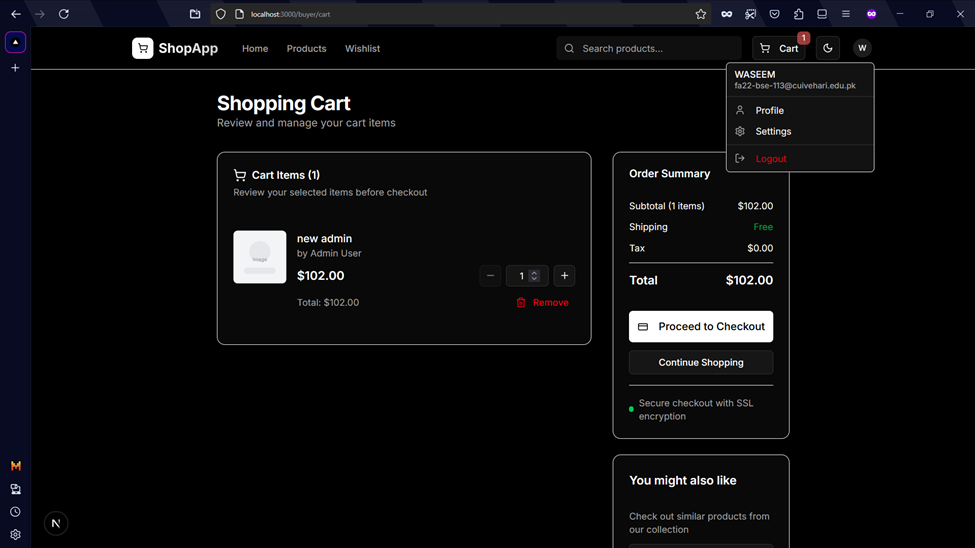 localhost:3000/buyer/cart
ShopApp
Home
Products
Wishlist
Search products...
Cart
1
W
WASEEM
fa22-bse-113@cuivehari.edu.pk
Profile
Settings
Logout
Shopping Cart
Review and manage your cart items
Cart Items (1)
Review your selected items before checkout
Image
new admin
by Admin User
$102.00
1
Total: $102.00
Remove
Order Summary
Subtotal (1 items) $102.00
Shipping Free
Tax $0.00
Total $102.00
Proceed to Checkout
Continue Shopping
Secure checkout with SSL
encryption
You might also like
Check out similar products from
our collection
M
N